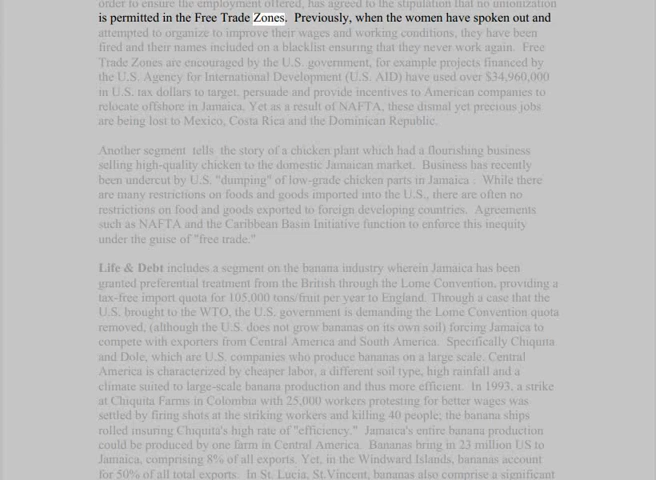 order to ensure the employment offered, has agreed to the stipulation that no unionization
is permitted in the Free Trade Zones.  Previously, when the women have spoken out and
attempted to organize to improve their wages and working conditions, they have been
fired and their names included on a blacklist ensuring that they never work again.  Free
Trade Zones are encouraged by the U.S. government, for example projects financed by
the U.S. Agency for International Development (U.S. AID) have used over $34,960,000
in U.S. tax dollars to target, persuade and provide incentives to American companies to
relocate offshore in Jamaica. Yet as a result of NAFTA, these dismal yet precious jobs
are being lost to Mexico, Costa Rica and the Dominican Republic.
Another segment  tells  the story of a chicken plant which had a flourishing business
selling high-quality chicken to the domestic Jamaican market.  Business has recently
been undercut by U.S. "dumping" of low-grade chicken parts in Jamaica .  While there
are many restrictions on foods and goods imported into the U.S., there are often no
restrictions on food and goods exported to foreign developing countries.  Agreements
such as NAFTA and the Caribbean Basin Initiative function to enforce this inequity
under the guise of "free trade."
Life & Debt includes a segment on the banana industry wherein Jamaica has been
granted preferential treatment from the British through the Lome Convention, providing a
tax-free import quota for 105,000 tons/fruit per year to England. Through a case that the
U.S. brought to the WTO, the U.S. government is demanding the Lome Convention quota
removed, (although the U.S. does not grow bananas on its own soil) forcing Jamaica to
compete with exporters from Central America and South America.  Specifically Chiquita
and Dole, which are U.S. companies who produce bananas on a large scale. Central
America is characterized by cheaper labor, a different soil type, high rainfall and a
climate suited to large-scale banana production and thus more efficient.  In 1993, a strike
at Chiquita Farms in Colombia with 25,000 workers protesting for better wages was
settled by firing shots at the striking workers and killing 40 people; the banana ships
rolled insuring Chiquita's high rate of "efficiency."  Jamaica's entire banana production
could be produced by one farm in Central America.  Bananas bring in 23 million US to
Jamaica, comprising 8% of all exports. Yet, in the Windward Islands, bananas account
for 50% of all total exports.  In St. Lucia, St.Vincent, bananas also comprise a significant